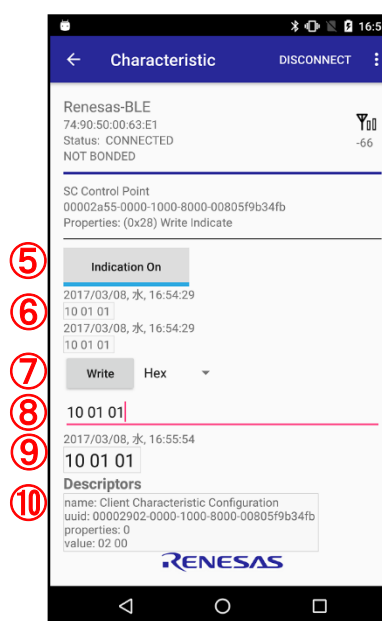 16:5
Characteristic
DISCONNECT
Renesas-BLE
74:90:50:00:63:E1
Status: CONNECTED
NOT BONDED
-66
SC Control Point
00002a55-0000-1000-8000-00805f9b34fb
Properties: (0x28) Write Indicate
⑤
Indication On
2017/03/08, 水, 16:54:29
⑥
10 01 01
2017/03/08, 水, 16:54:29
10 01 01
⑦
Write
Hex
⑧
10 01 01
2017/03/08, 水, 16:55:54
⑨
10 01 01
Descriptors
⑩
name: Client Characteristic Configuration
uuid: 00002902-0000-1000-8000-00805f9b34fb
properties: 0
value: 02 00
RENESAS